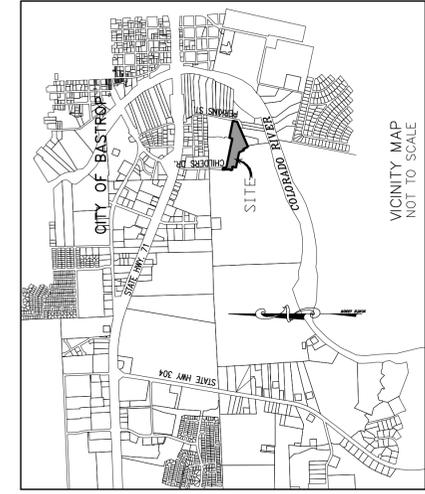 CITY OF BASTROP
PERKINS ST.
CHILDERS DR.
SITE
COLORADO RIVER
STATE HWY. 71
STATE HWY 304
VICINITY MAP
NOT TO SCALE